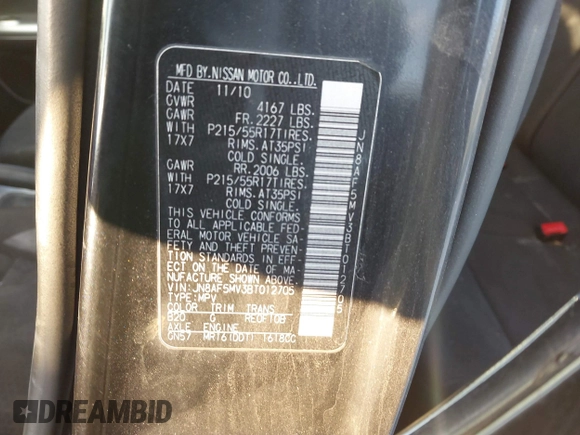 MFD BY NISSAN MOTOR CO.,LTD.
DATE 11/10
GVWR 4167 LBS.
GAWR FR. 2227 LBS.
WITH P215/55R17TIRES.
17X7 RIMS. AT35PSI
COLD SINGLE.
GAWR RR. 2006 LBS.
WITH P215/55R17TIRES.
17X7 RIMS. AT35PSI
COLD SINGLE.
THIS VEHICLE CONFORMS
TO ALL APPLICABLE FED-
ERAL MOTOR VEHICLE SA-
FETY AND THEFT PREVEN-
TION STANDARDS IN EFF-
ECT ON THE DATE OF MA-
NUFACTURE SHOWN ABOVE.
VIN: JN8AF5MV3BT012705
TYPE: MPV
COLOR TRIM TRANS
B20 G RE0F10B
AXLE ENGINE
GN57 MR16(DDT) 1618CC
JN8AF5MV3BT012705
DREAMBID